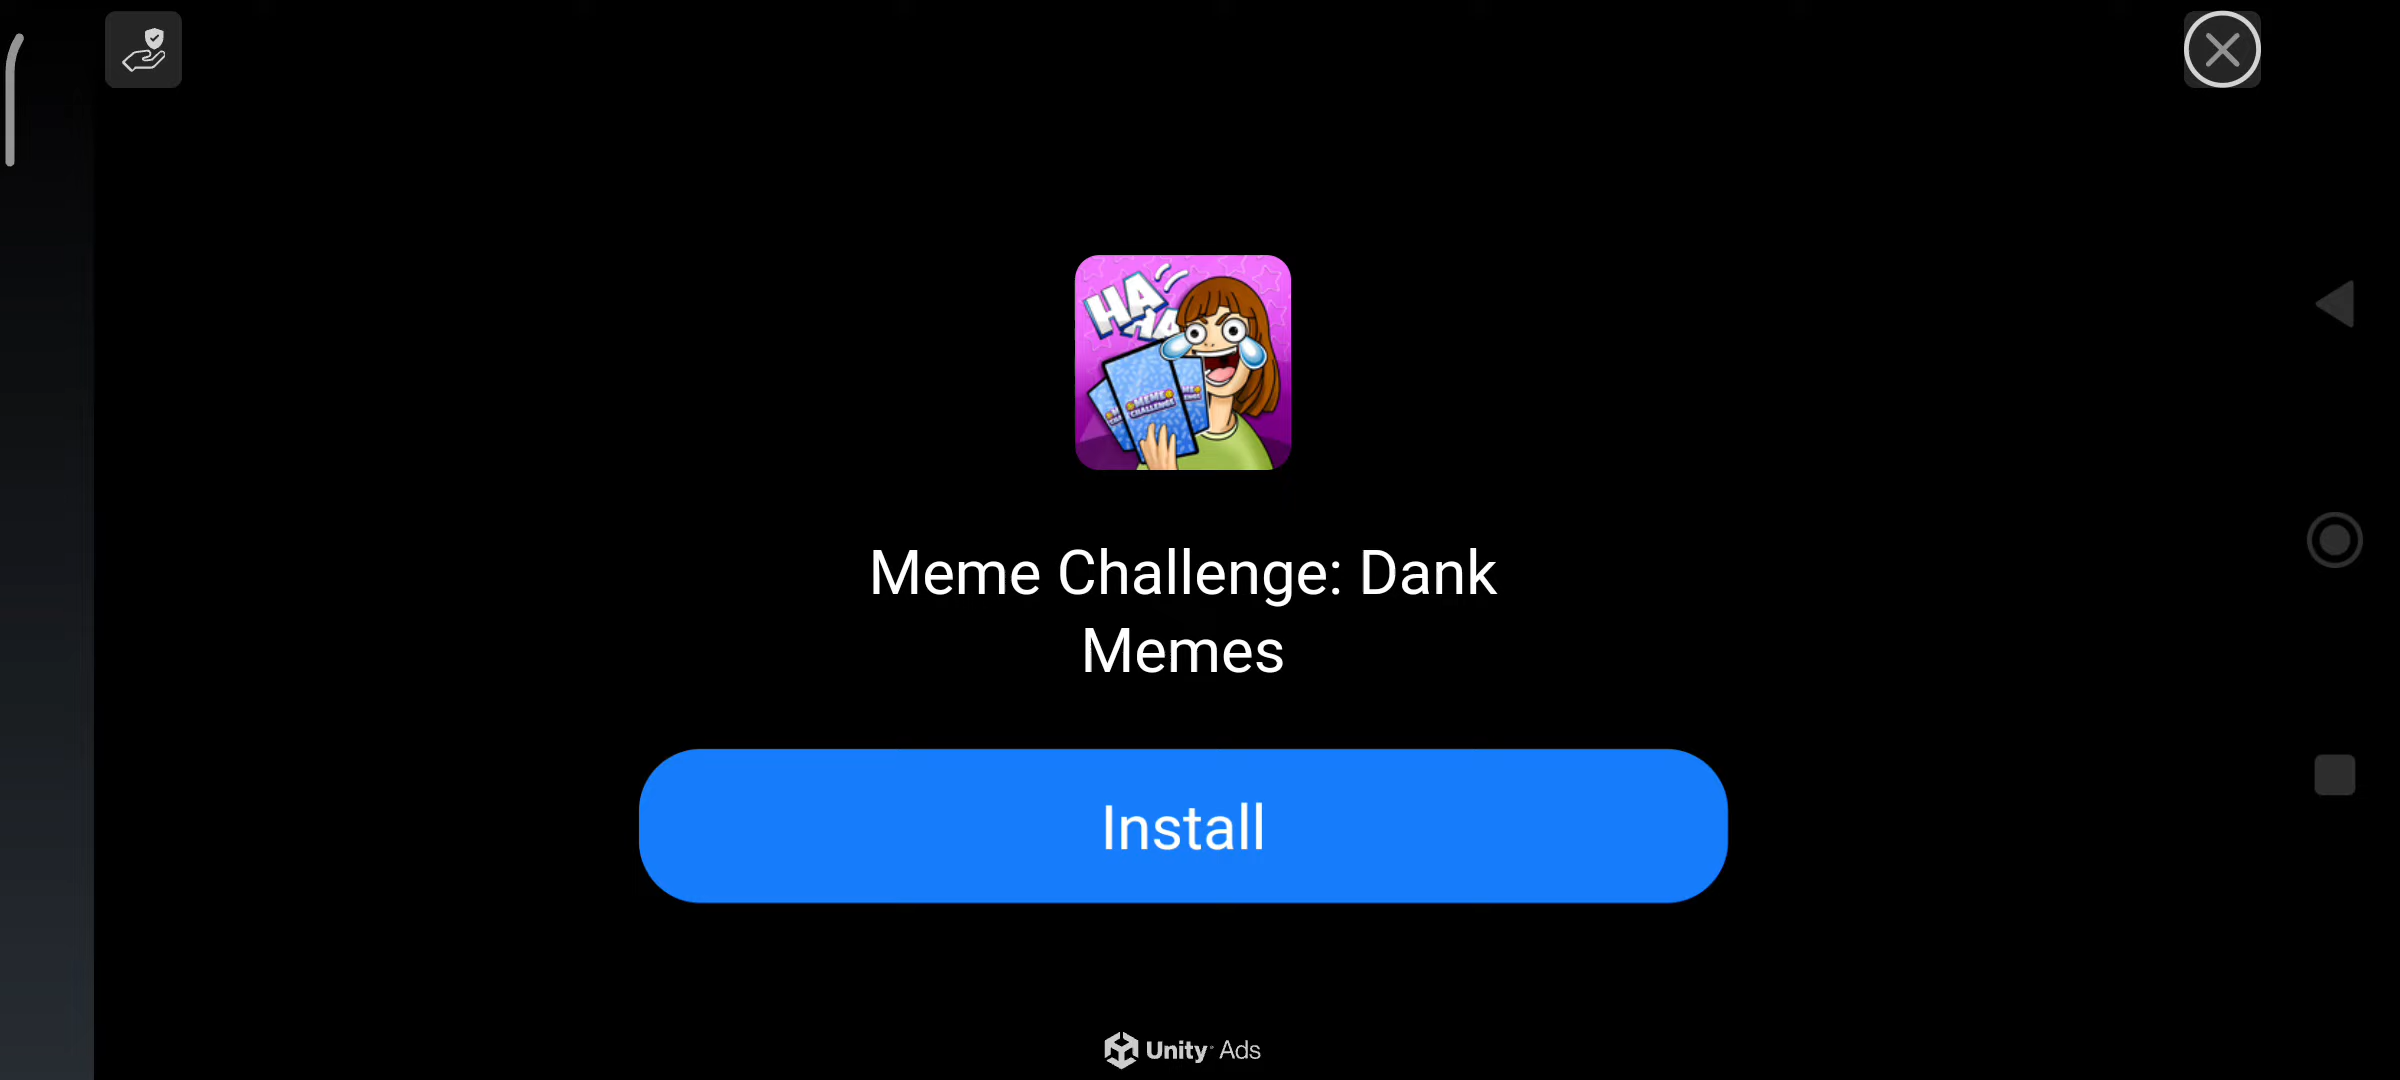 HA
HA
MEME
CHALLENGE
Meme Challenge: Dank
Memes
Install
Unity Ads